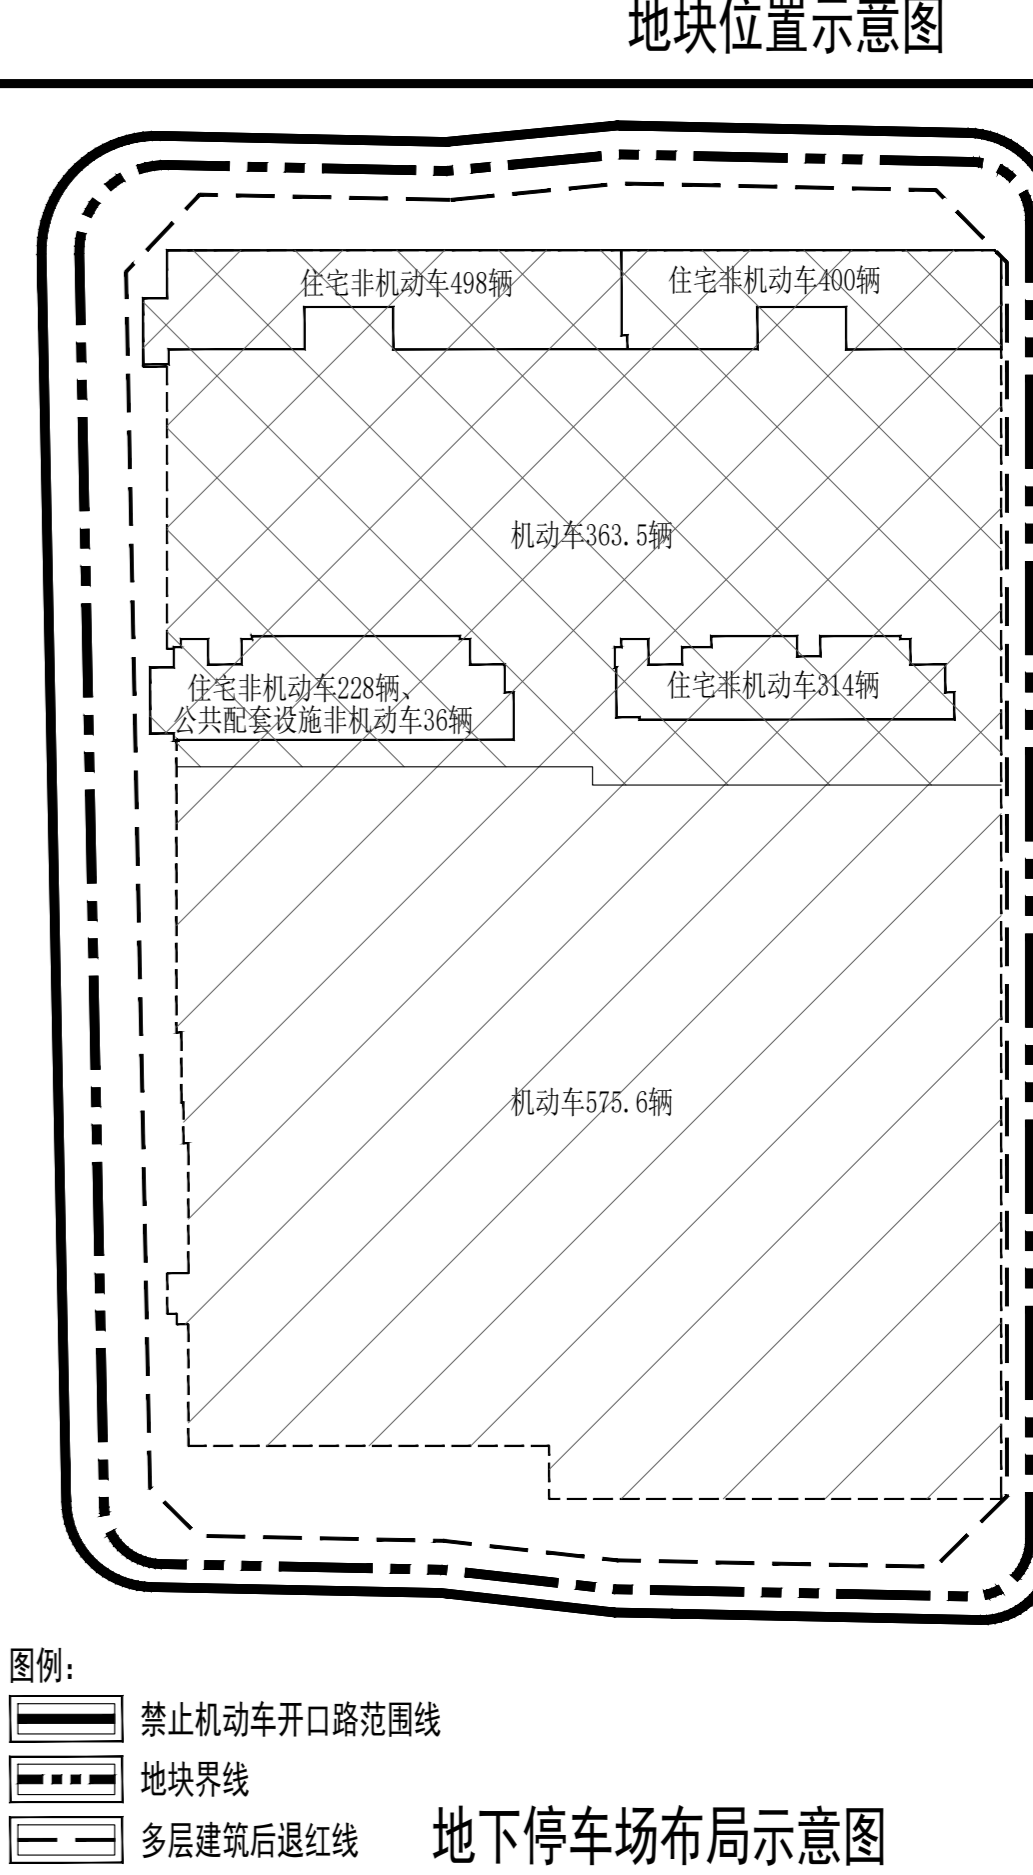 地块位置示意图
住宅非机动车498辆
住宅非机动车400辆
机动车363.5辆
住宅非机动车228辆、
公共配套设施非机动车36辆
住宅非机动车314辆
机动车575.6辆
图例:
禁止机动车开口路范围线
地块界线
多层建筑后退红线
地下停车场布局示意图